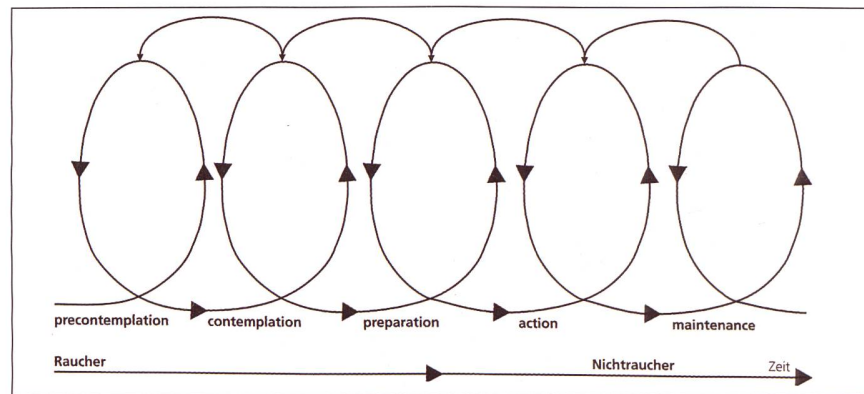 precontemplation contemplation preparation action maintenance
Raucher Nichtraucher Zeit